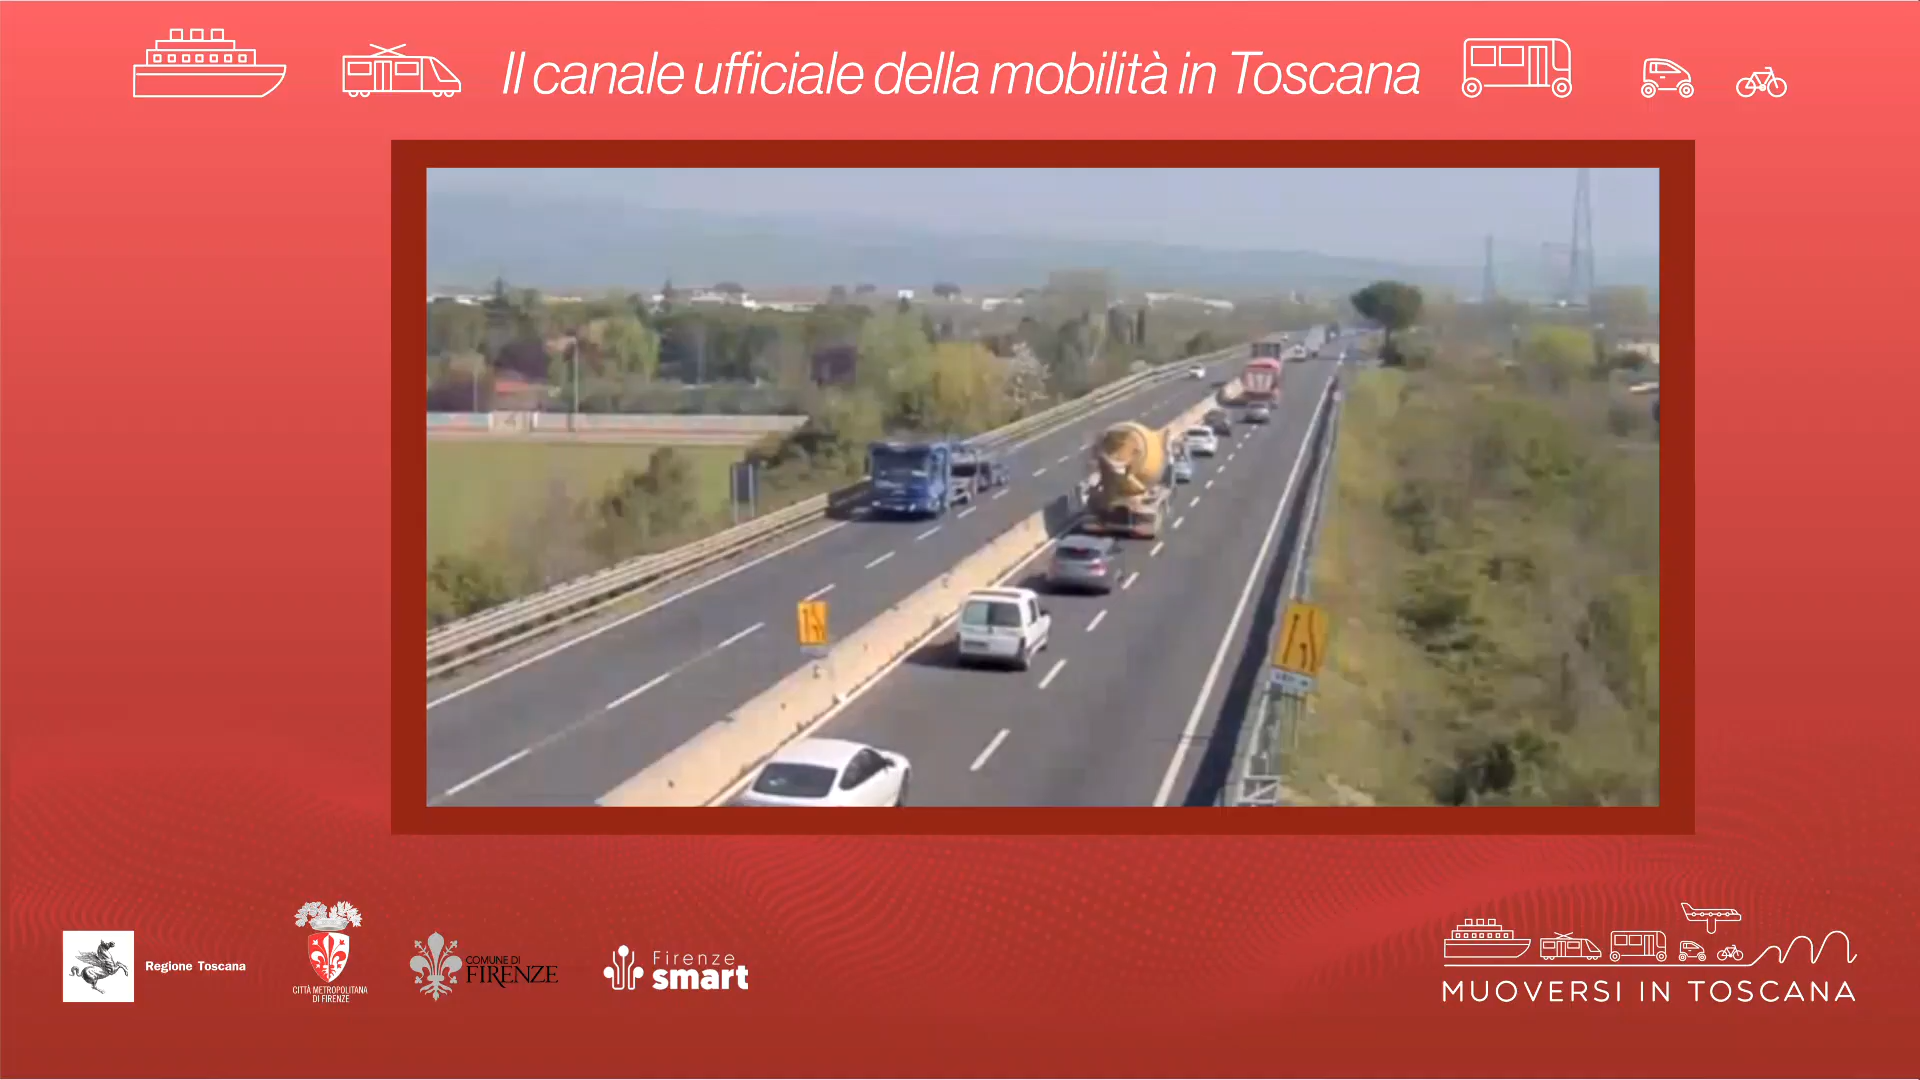 Il canale ufficiale della mobilità in Toscana
Regione Toscana
CITTÀ METROPOLITANA
DI FIRENZE
COMUNE DI
FIRENZE
Firenze
smart
MUOVERSI IN TOSCANA